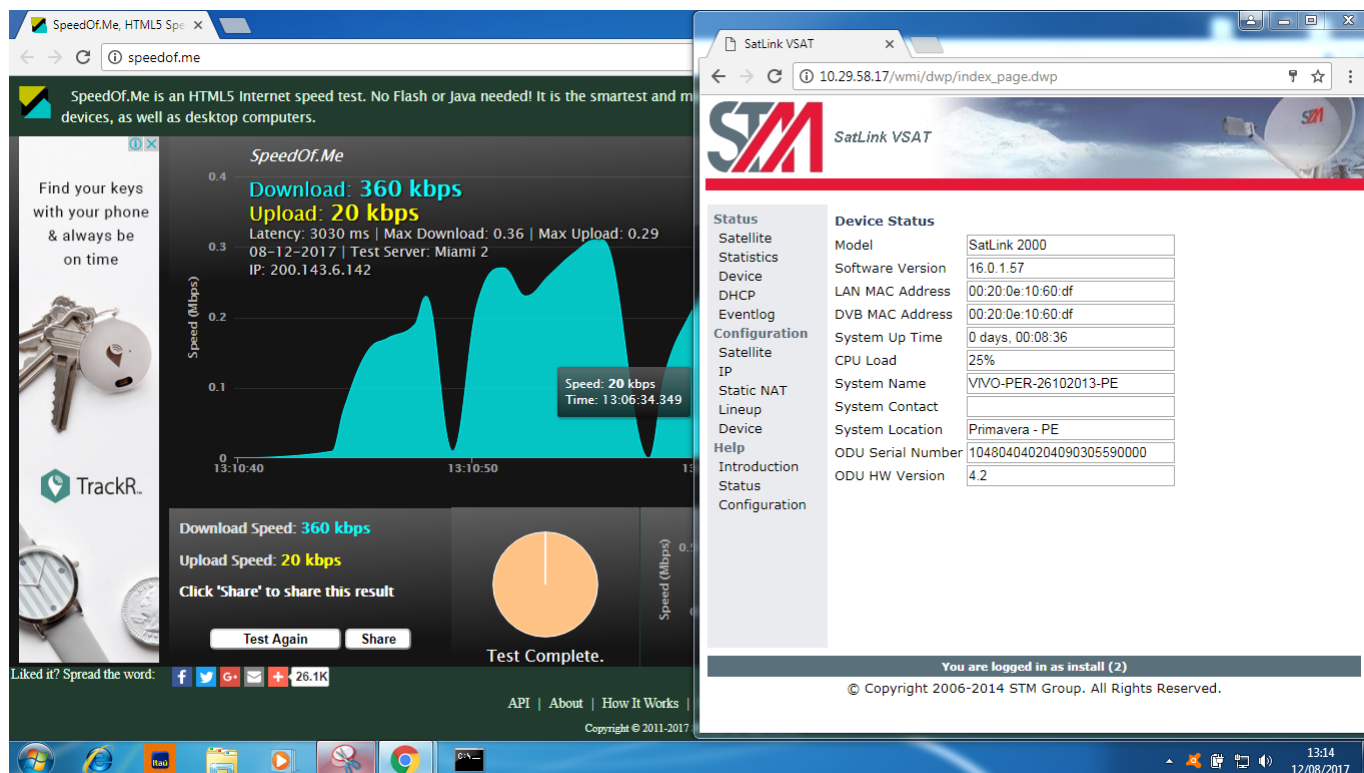 SpeedOf.Me, HTML5 Spe
speedof.me
SpeedOf.Me is an HTML5 Internet speed test. No Flash or Java needed! It is the smartest and m
devices, as well as desktop computers.
Find your keys
with your phone
& always be
on time
TrackR
SpeedOf.Me
Download: 360 kbps
Upload: 20 kbps
Latency: 3030 ms | Max Download: 0.36 | Max Upload: 0.29
08-12-2017 | Test Server: Miami 2
IP: 200.143.6.142
Speed (Mbps)
0.4
0.3
0.2
0.1
0
13:10:40
13:10:50
13
Speed: 20 kbps
Time: 13:06:34.349
Download Speed: 360 kbps
Upload Speed: 20 kbps
Click 'Share' to share this result
Test Again
Share
Test Complete.
Speed (Mbps)
0.
Liked it? Spread the word:
26.1K
API | About | How It Works |
Copyright © 2011-2017
SatLink VSAT
10.29.58.17/wmi/dwp/index_page.dwp
STM
SatLink VSAT
STM
Status
Satellite
Statistics
Device
DHCP
Eventlog
Configuration
Satellite
IP
Static NAT
Lineup
Device
Help
Introduction
Status
Configuration
Device Status
Model SatLink 2000
Software Version 16.0.1.57
LAN MAC Address 00:20:0e:10:60:df
DVB MAC Address 00:20:0e:10:60:df
System Up Time 0 days, 00:08:36
CPU Load 25%
System Name VIVO-PER-26102013-PE
System Contact
System Location Primavera - PE
ODU Serial Number 104804040204090305590000
ODU HW Version 4.2
You are logged in as install (2)
© Copyright 2006-2014 STM Group. All Rights Reserved.
Itaú
C:\_
13:14
12/08/2017